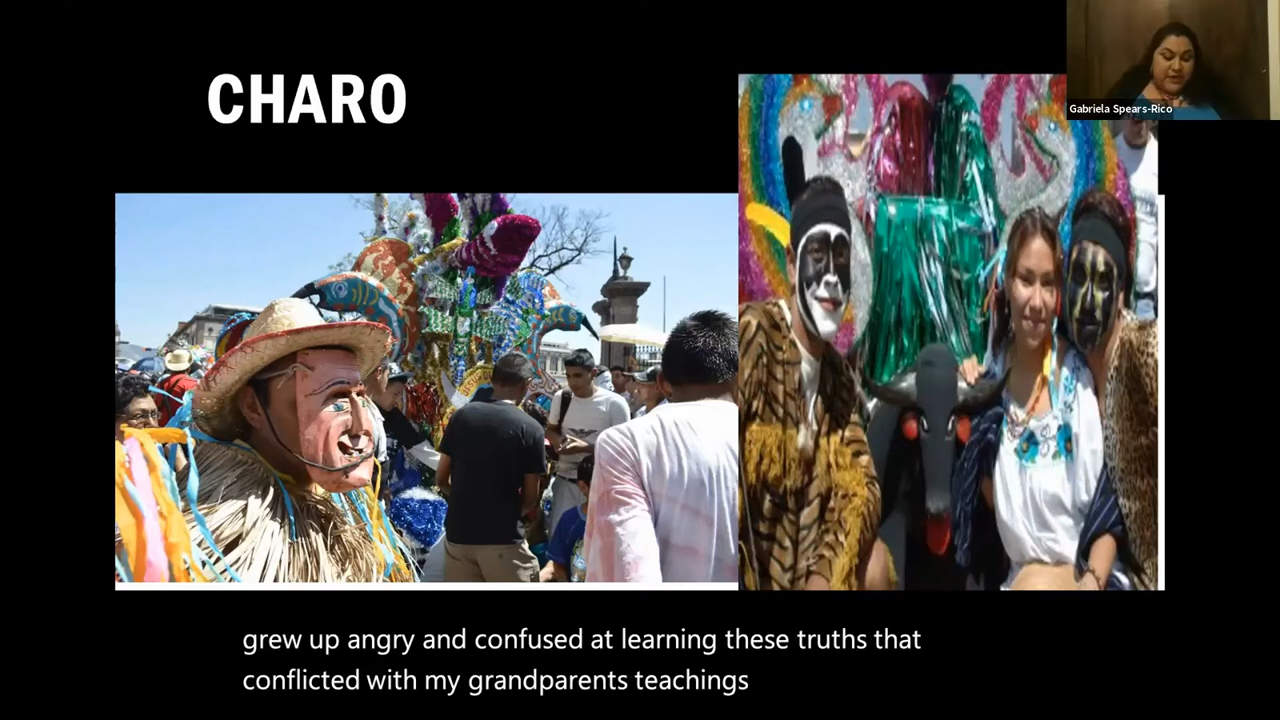 CHARO
Gabriela Spears-Rico
grew up angry and confused at learning these truths that
conflicted with my grandparents teachings